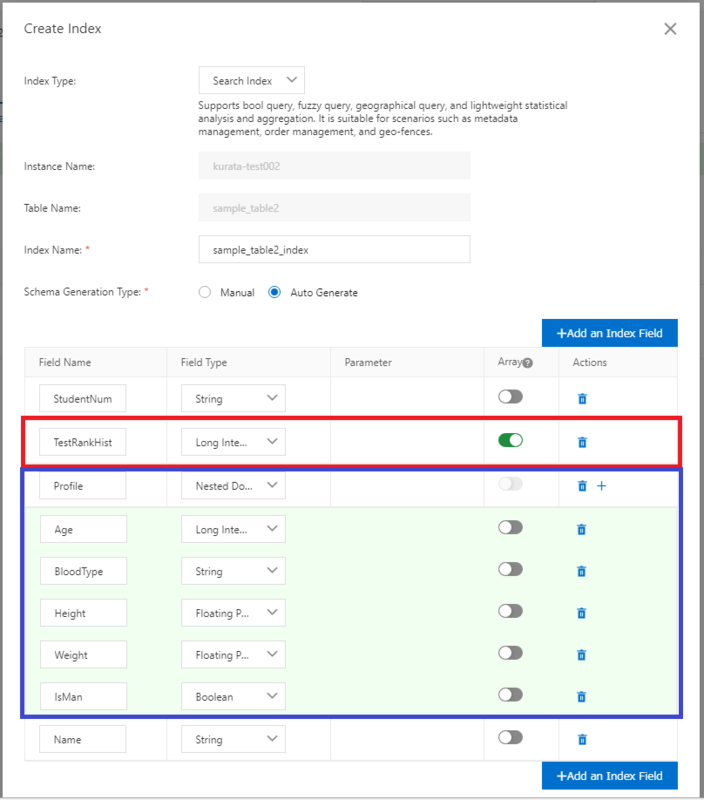 Create Index
Index Type:
Search Index
Supports bool query, fuzzy query, geographical query, and lightweight statistical
analysis and aggregation. It is suitable for scenarios such as metadata
management, order management, and geo-fences.
Instance Name:
kurata-test002
Table Name:
sample_table2
Index Name: *
sample_table2_index
Schema Generation Type: *
Manual
Auto Generate
+Add an Index Field
Field Name
Field Type
Parameter
Array
Actions
StudentNum
String
TestRankHist
Long Inte...
Profile
Nested Do...
Age
Long Inte...
BloodType
String
Height
Floating P...
Weight
Floating P...
IsMan
Boolean
Name
String
+Add an Index Field